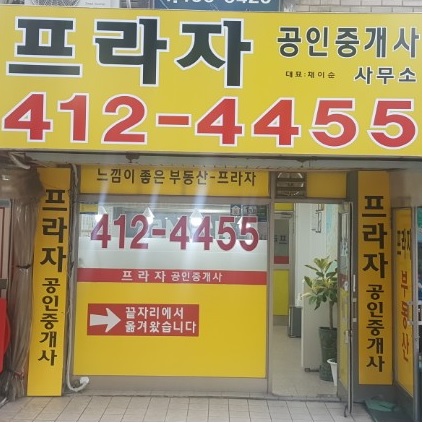 프라자 공인중개사
대표:채이순 사무소
412-4455
느낌이 좋은 부동산-프라자
412-4455
프라자 공인중개사
끝자리에서
옮겨왔습니다
프라자 공인중개사
프라자 공인중개사
프라자 부동산